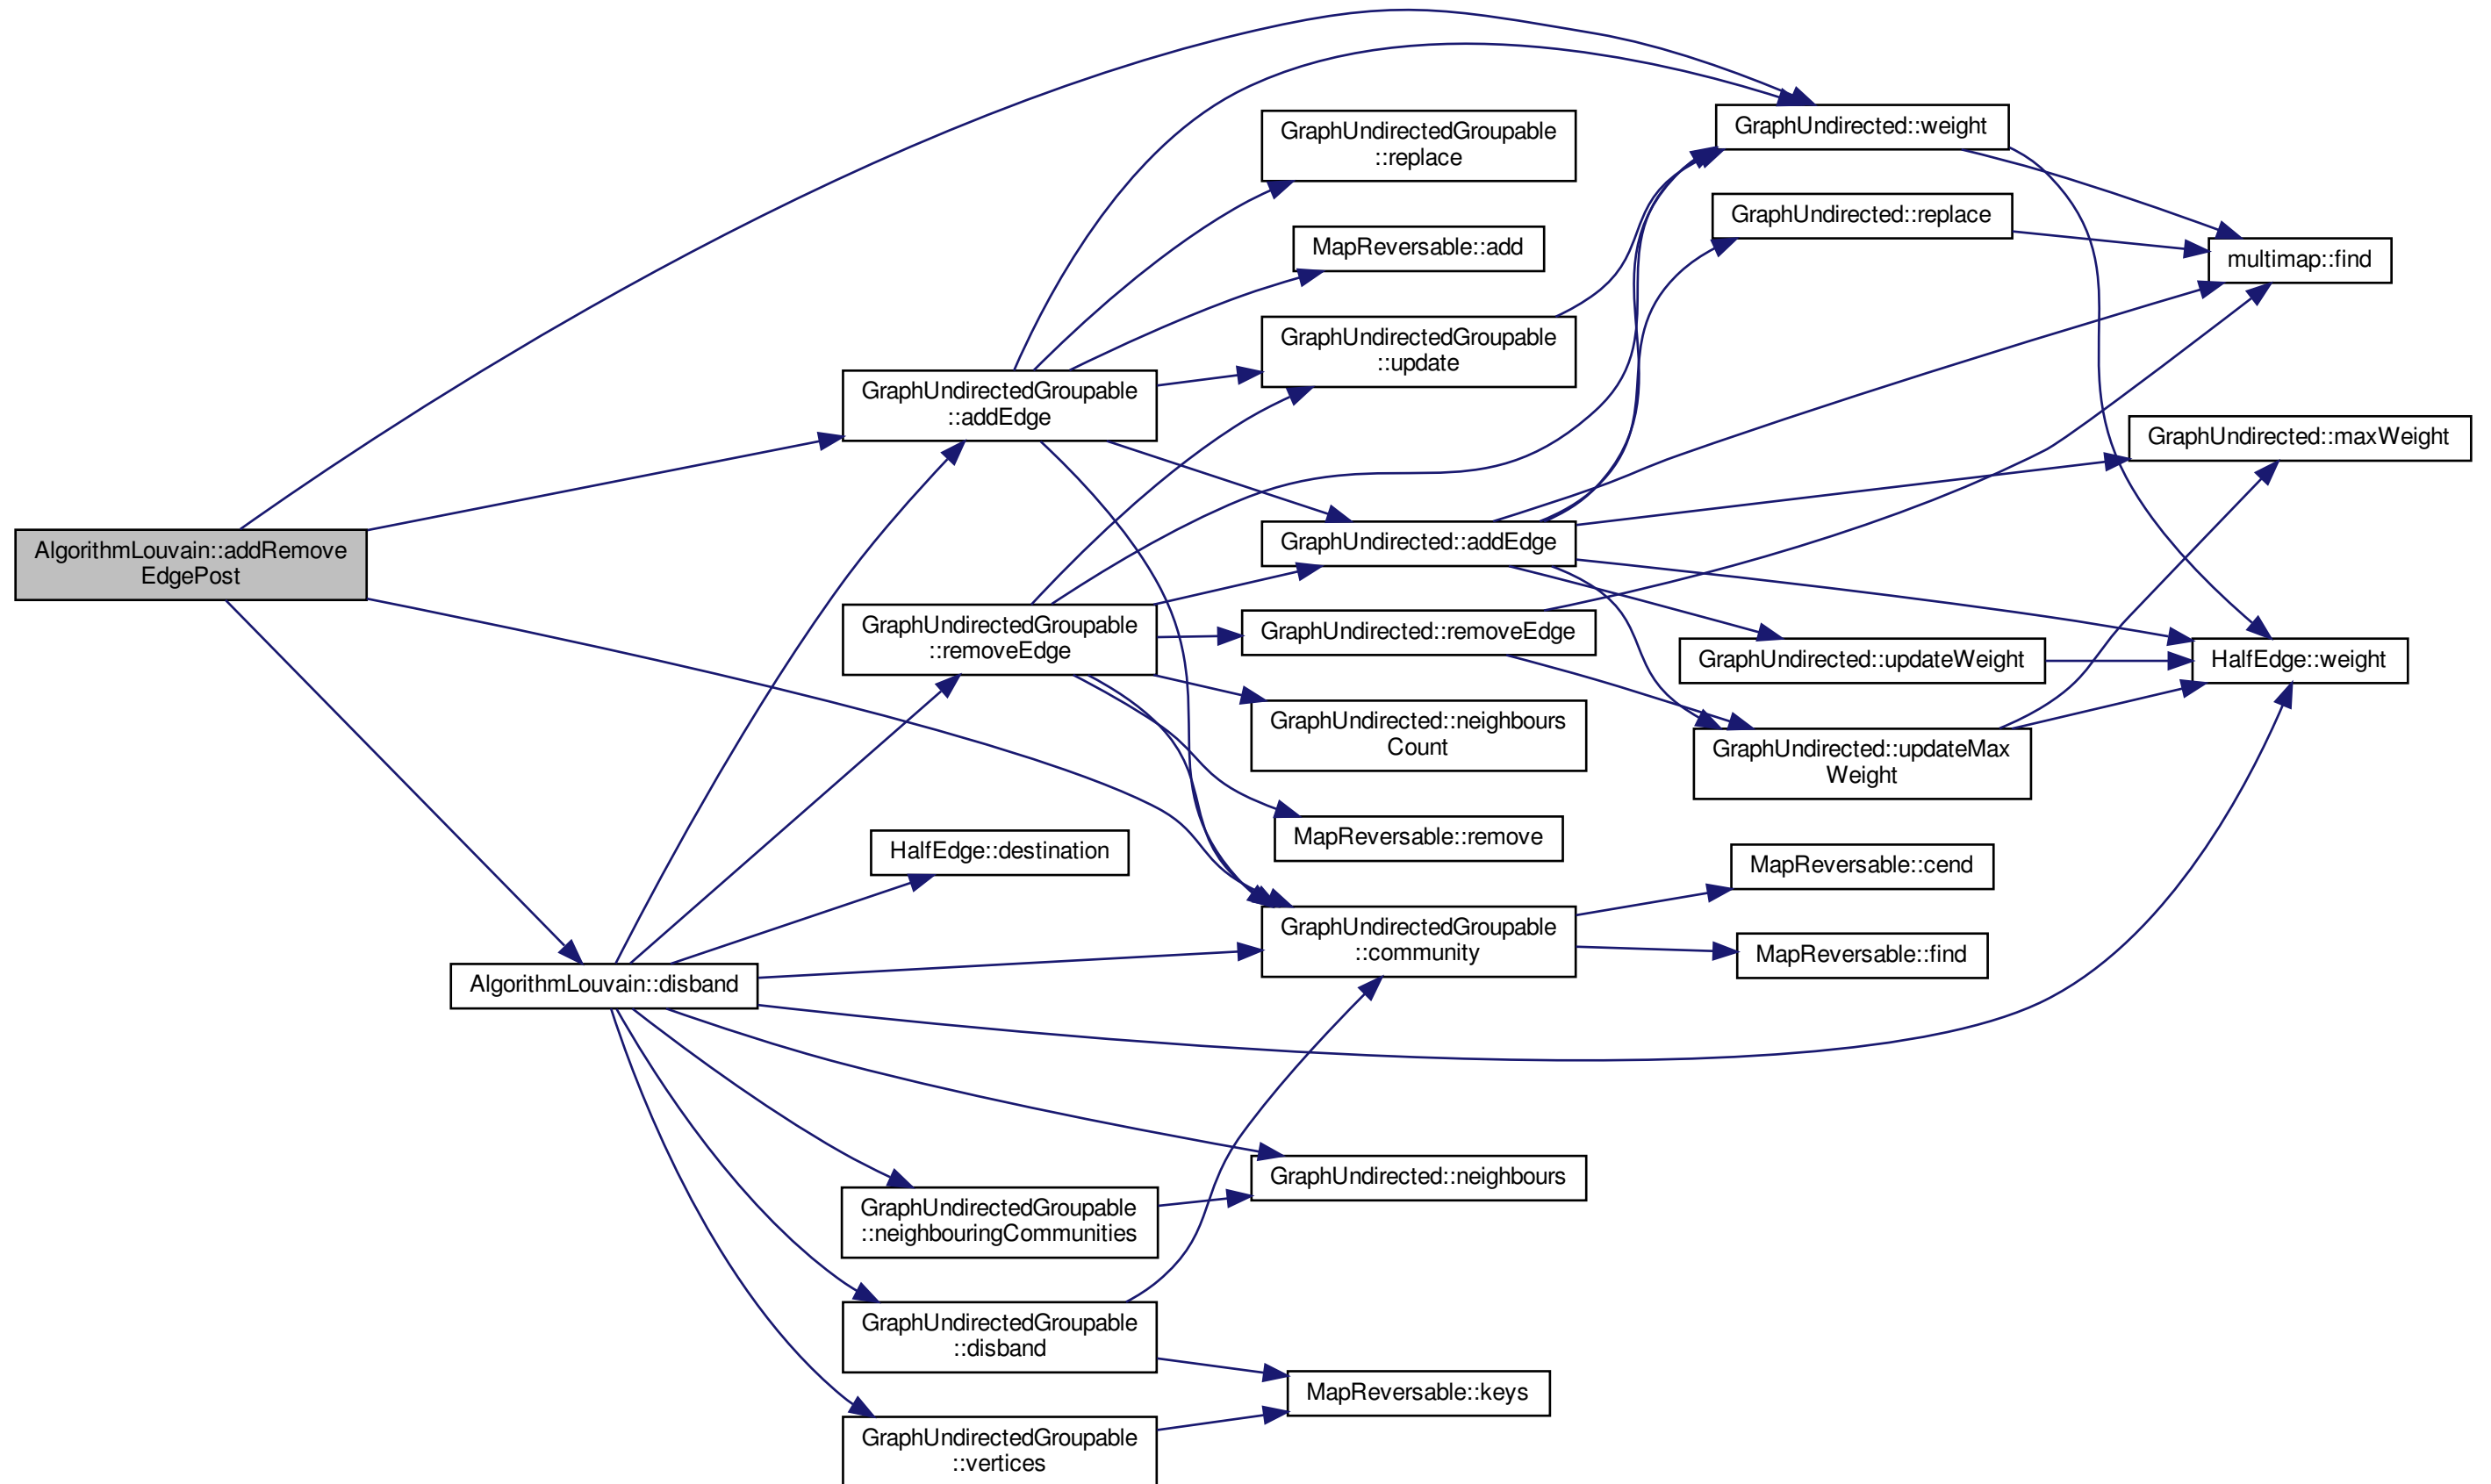 AlgorithmLouvain::addRemove
EdgePost
GraphUndirectedGroupable
::addEdge
GraphUndirectedGroupable
::removeEdge
HalfEdge::destination
AlgorithmLouvain::disband
GraphUndirectedGroupable
::neighbouringCommunities
GraphUndirectedGroupable
::disband
GraphUndirectedGroupable
::vertices
GraphUndirectedGroupable
::replace
MapReversable::add
GraphUndirectedGroupable
::update
GraphUndirected::addEdge
GraphUndirected::removeEdge
GraphUndirected::neighbours
Count
MapReversable::remove
GraphUndirectedGroupable
::community
GraphUndirected::neighbours
MapReversable::keys
GraphUndirected::weight
GraphUndirected::replace
GraphUndirected::updateWeight
GraphUndirected::updateMax
Weight
MapReversable::cend
MapReversable::find
multimap::find
GraphUndirected::maxWeight
HalfEdge::weight